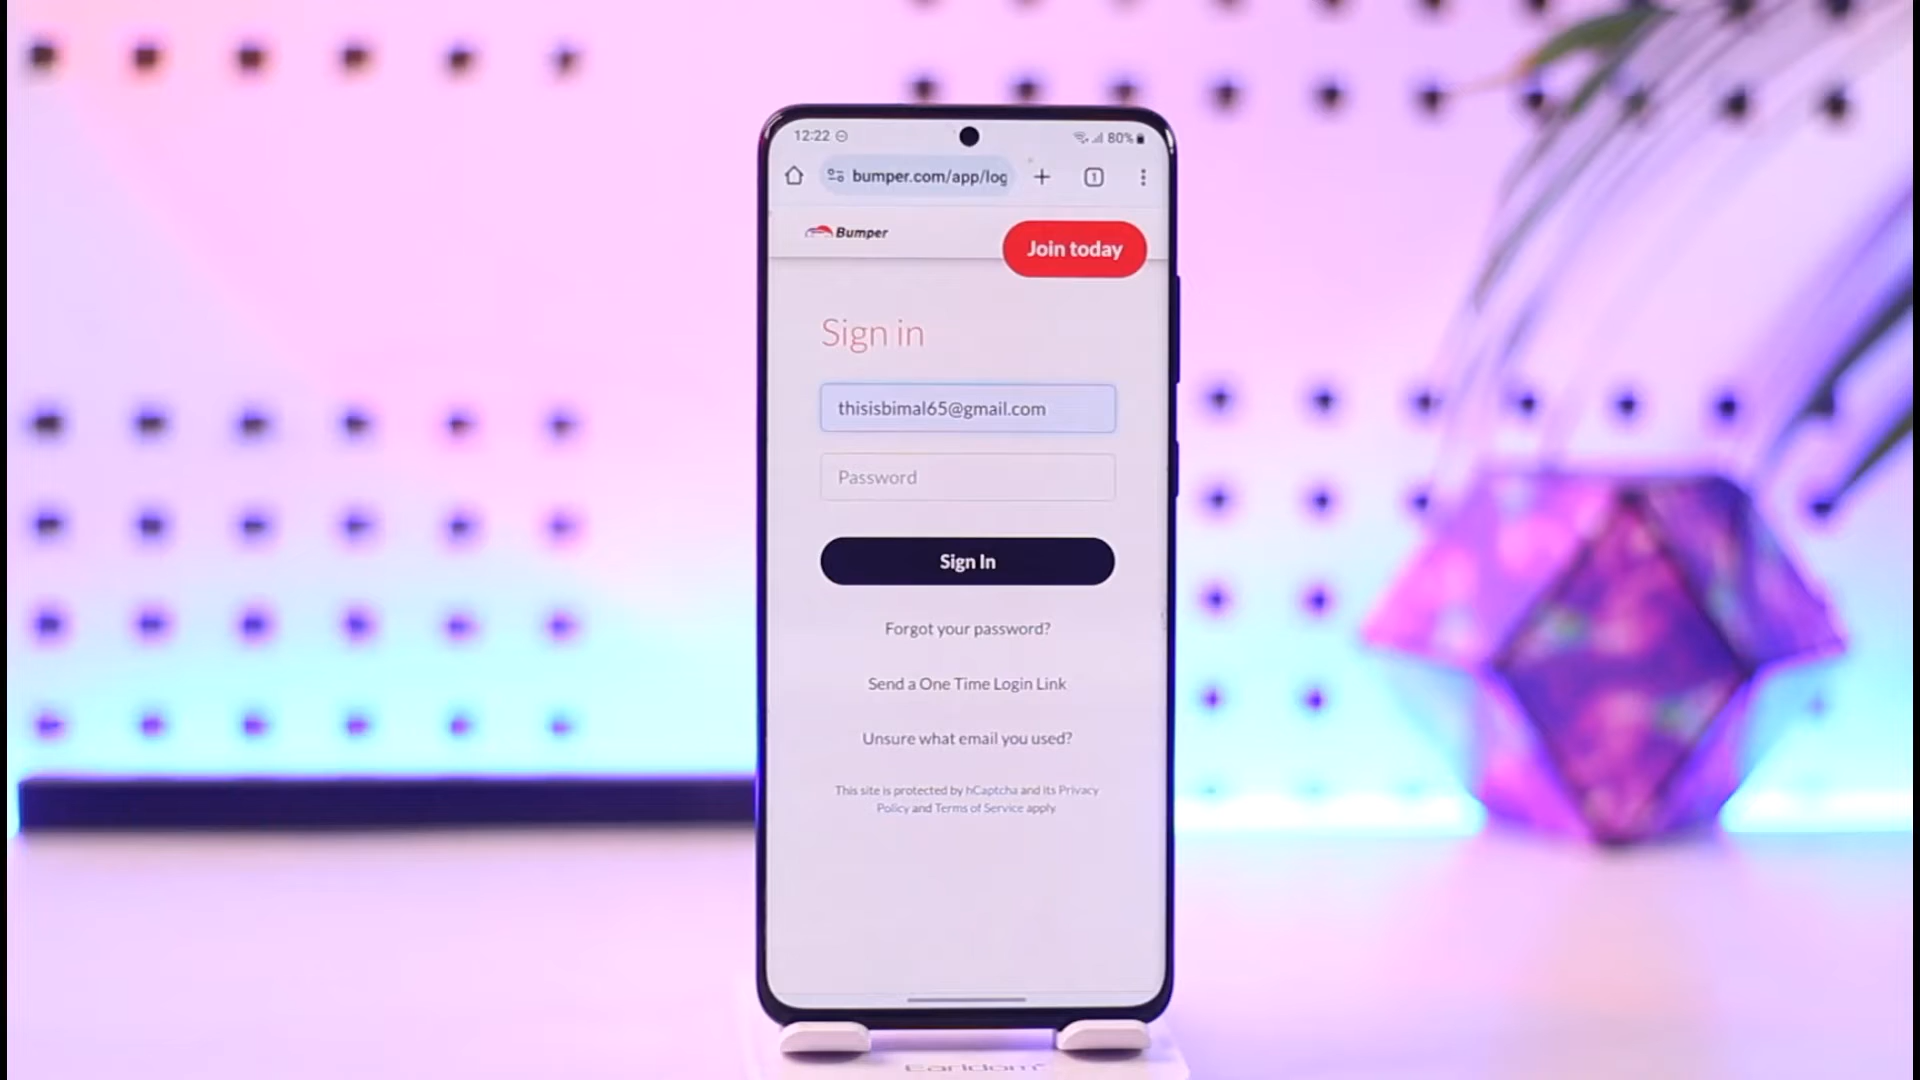 12:22
80%
bumper.com/app/log
1
Bumper
Join today
Sign in
thisisbimal65@gmail.com
Password
Sign In
Forgot your password?
Send a One Time Login Link
Unsure what email you used?
This site is protected by hCaptcha and its Privacy
Policy and Terms of Service apply.
Earldom